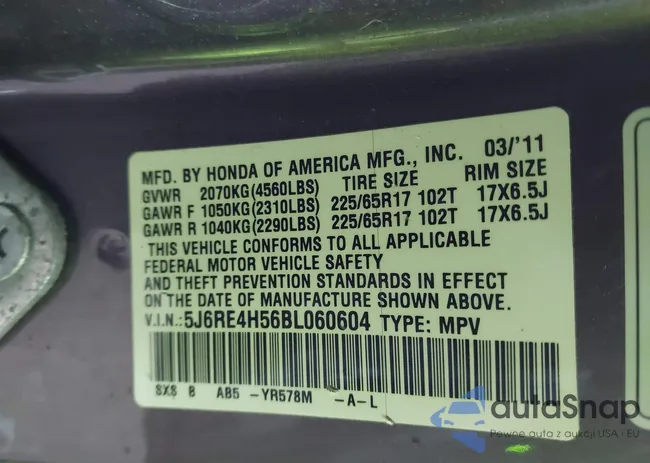 MFD. BY HONDA OF AMERICA MFG., INC. 03/'11
GVWR 2070KG(4560LBS) TIRE SIZE RIM SIZE
GAWR F 1050KG(2310LBS) 225/65R17 102T 17X6.5J
GAWR R 1040KG(2290LBS) 225/65R17 102T 17X6.5J
THIS VEHICLE CONFORMS TO ALL APPLICABLE
FEDERAL MOTOR VEHICLE SAFETY
AND THEFT PREVENTION STANDARDS IN EFFECT
ON THE DATE OF MANUFACTURE SHOWN ABOVE.
V.I.N.:5J6RE4H56BL060604 TYPE: MPV
SXS B AB5 -YR578M -A-L
autaSnap
Pewne auta z aukcji USA i EU